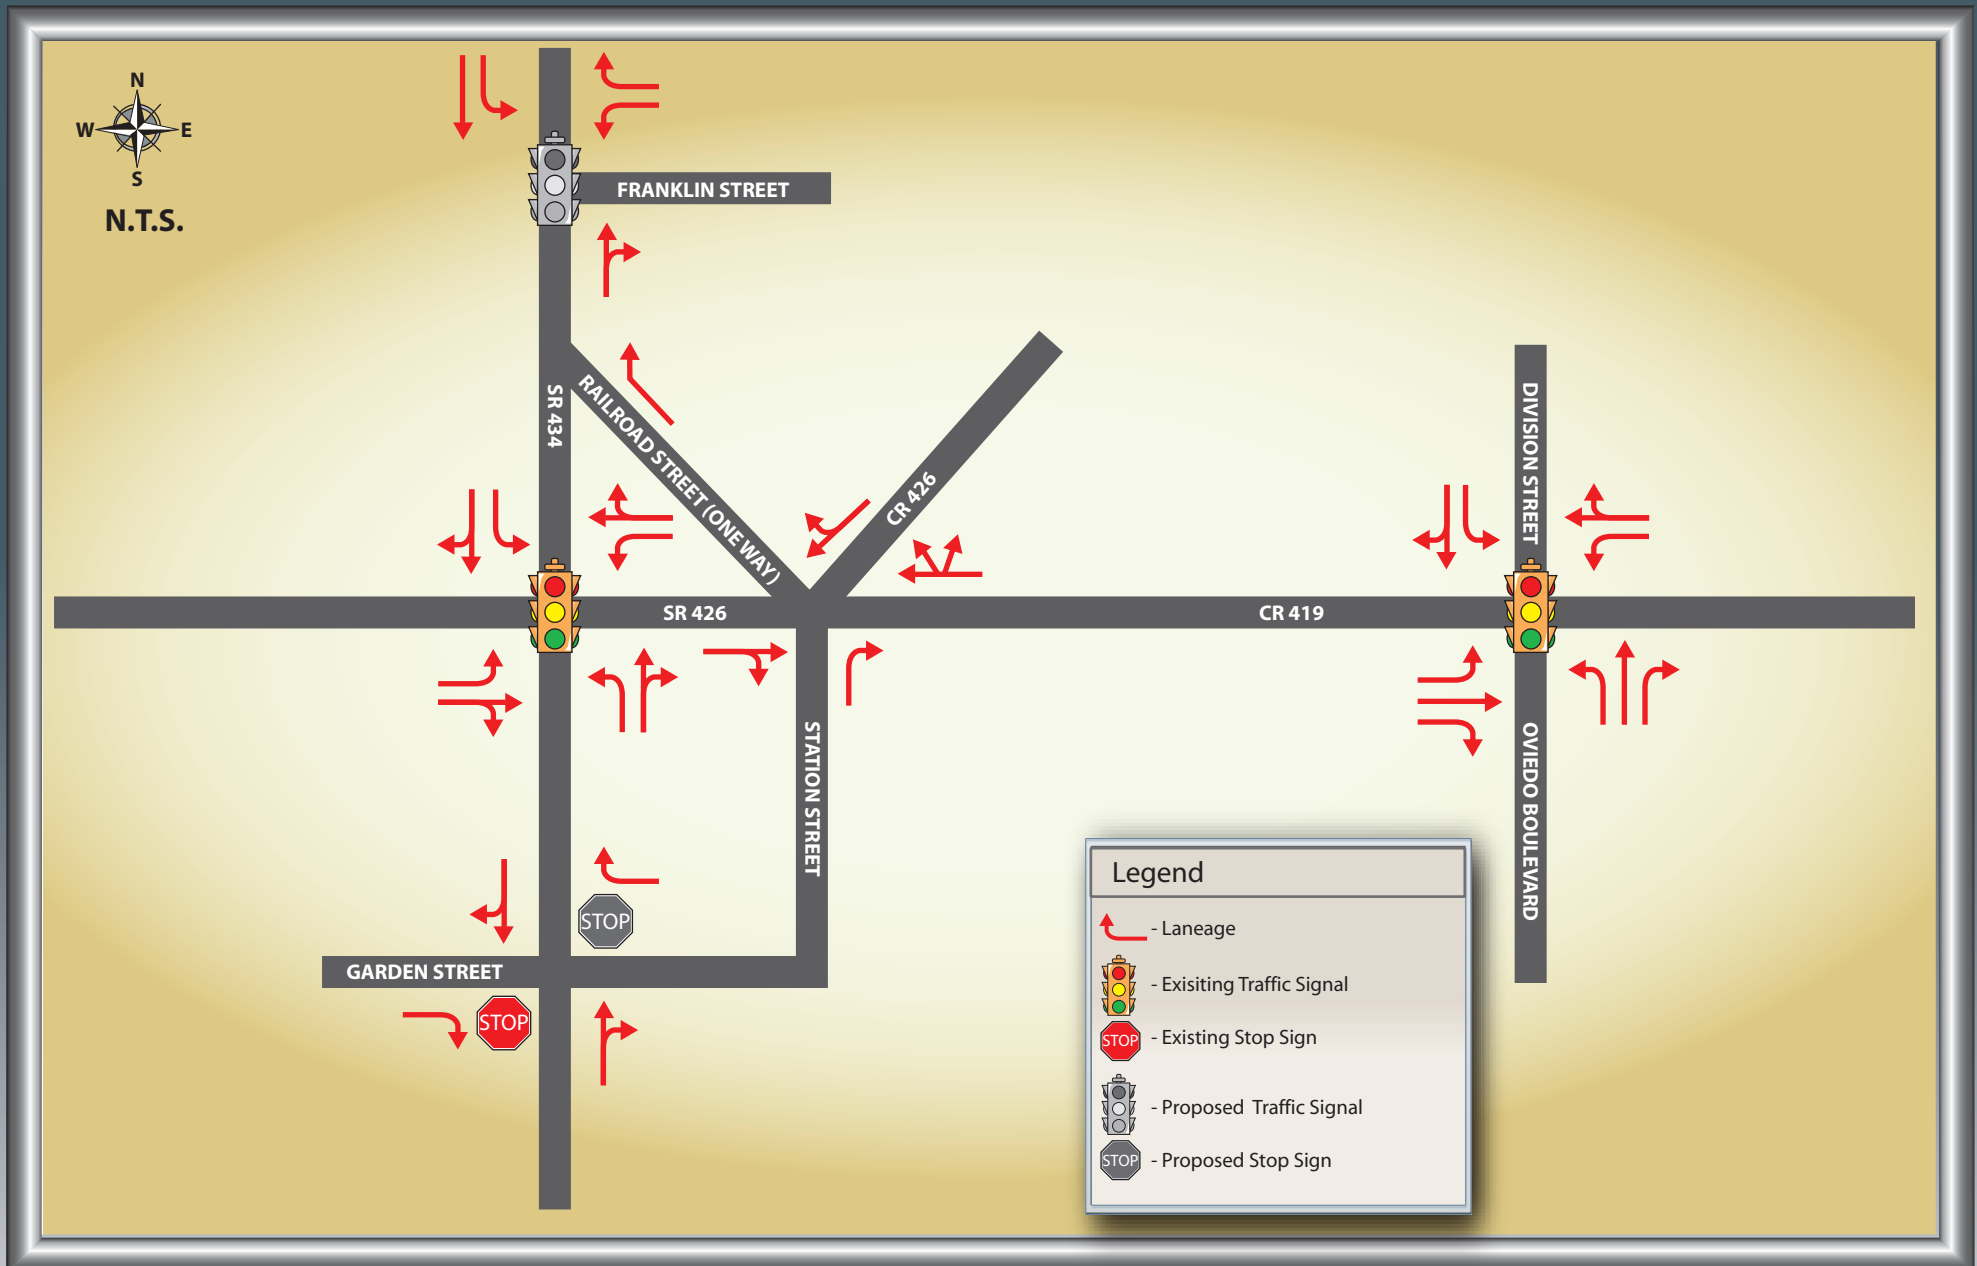 N
W E
S
N.T.S.
FRANKLIN STREET
SR 434
RAILROAD STREET (ONE WAY)
CR 426
DIVISION STREET
SR 426
CR 419
STATION STREET
OVIEDO BOULEVARD
STOP
GARDEN STREET
STOP
Legend
- Laneage
- Exisiting Traffic Signal
STOP - Existing Stop Sign
- Proposed Traffic Signal
STOP - Proposed Stop Sign